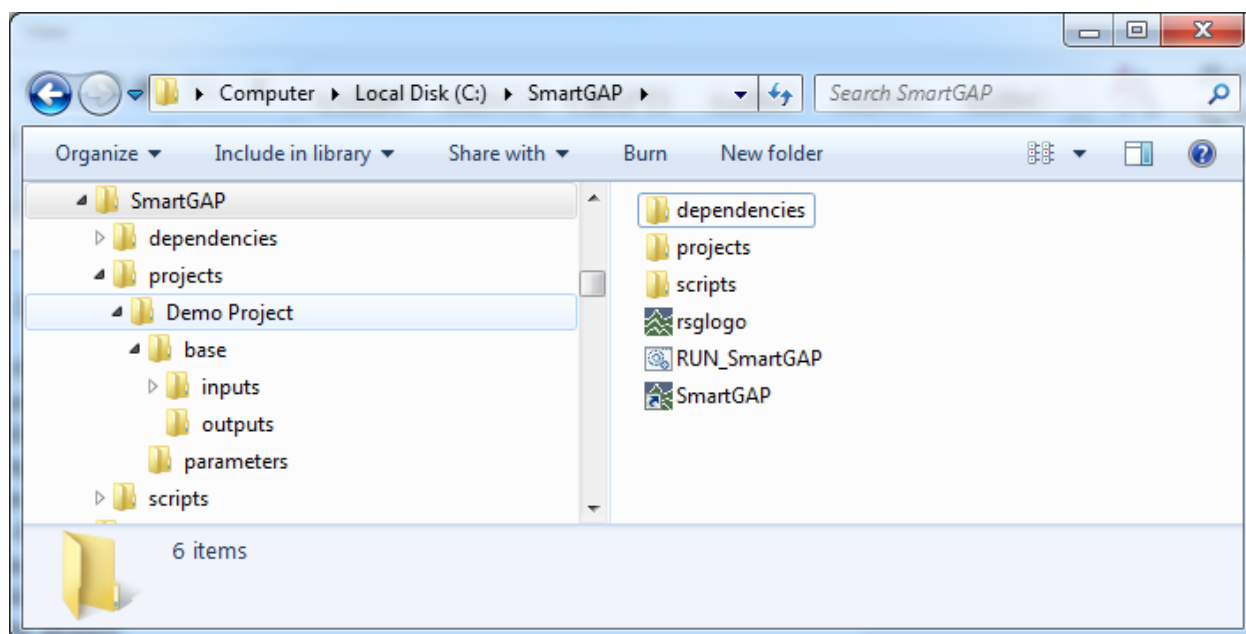 Computer Local Disk (C:) SmartGAP Search SmartGAP
Organize Include in library Share with Burn New folder
SmartGAP
dependencies
projects
Demo Project
base
inputs
outputs
parameters
scripts
dependencies
projects
scripts
rsglogo
RUN_SmartGAP
SmartGAP
6 items